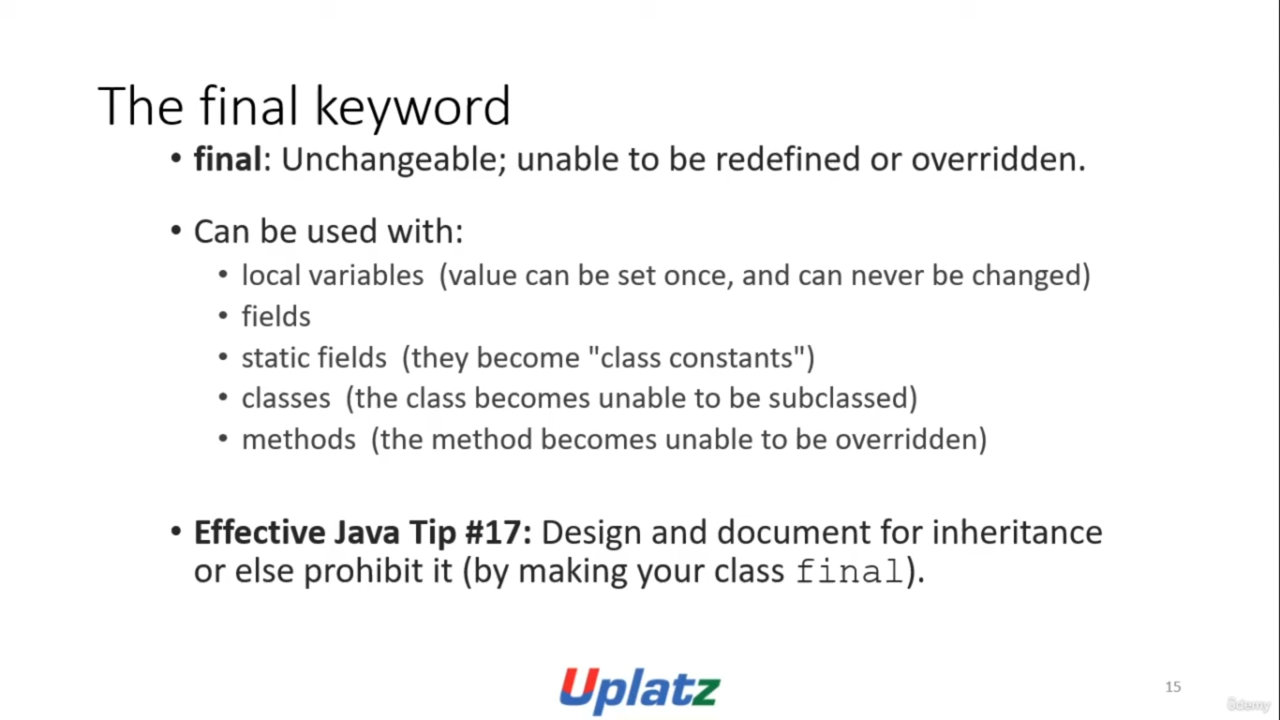 The final keyword
• final: Unchangeable; unable to be redefined or overridden.
• Can be used with:
• local variables (value can be set once, and can never be changed)
• fields
• static fields (they become "class constants")
• classes (the class becomes unable to be subclassed)
• methods (the method becomes unable to be overridden)
• Effective Java Tip #17: Design and document for inheritance
or else prohibit it (by making your class final).
Uplatz
15
ûdemy